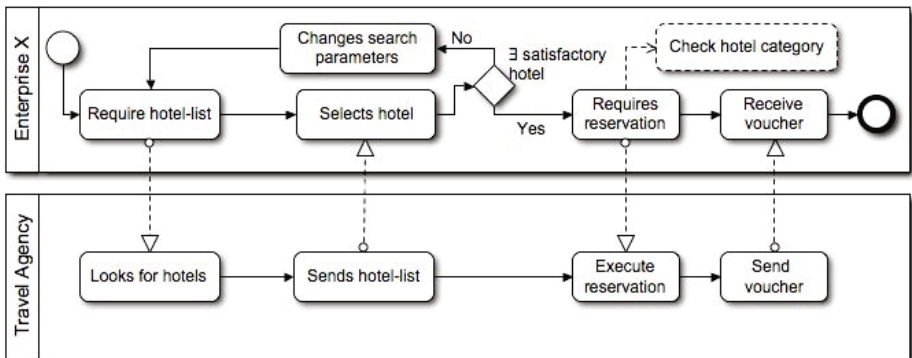 Enterprise X
Changes search
parameters
No
∃ satisfactory
hotel
Check hotel category
Require hotel-list
Selects hotel
Yes
Requires
reservation
Receive
voucher
Travel Agency
Looks for hotels
Sends hotel-list
Execute
reservation
Send
voucher